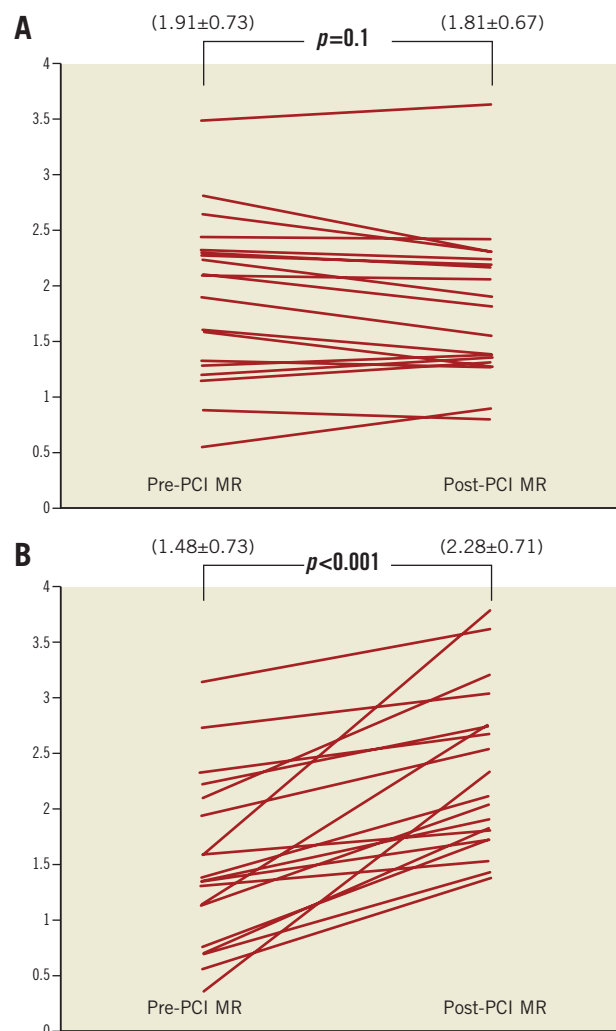 A
(1.91±0.73)
p=0.1
(1.81±0.67)
4
3.5
3
2.5
2
1.5
1
0.5
0
Pre-PCI MR
Post-PCI MR
B
(1.48±0.73)
p<0.001
(2.28±0.71)
4
3.5
3
2.5
2
1.5
1
0.5
0
Pre-PCI MR
Post-PCI MR